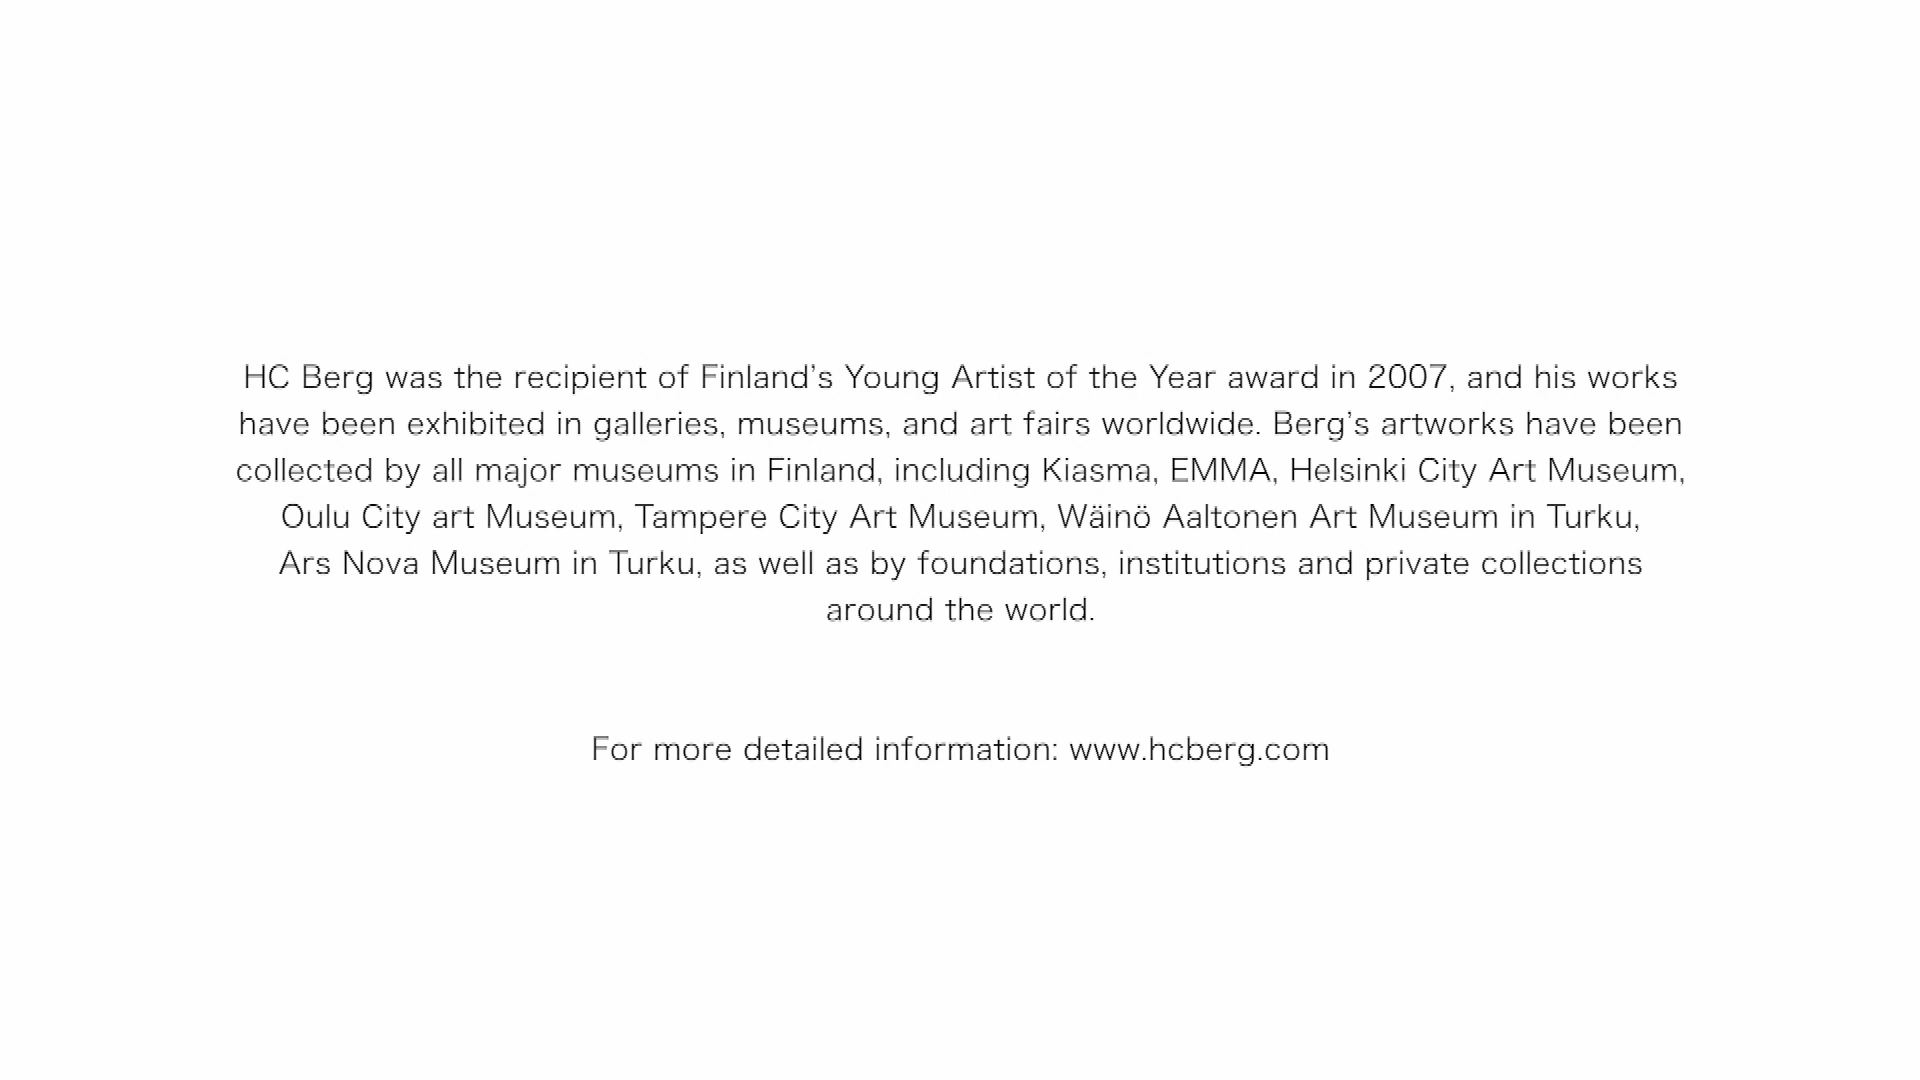 HC Berg was the recipient of Finland’s Young Artist of the Year award in 2007, and his works
have been exhibited in galleries, museums, and art fairs worldwide. Berg’s artworks have been
collected by all major museums in Finland, including Kiasma, EMMA, Helsinki City Art Museum,
Oulu City art Museum, Tampere City Art Museum, Wäinö Aaltonen Art Museum in Turku,
Ars Nova Museum in Turku, as well as by foundations, institutions and private collections
around the world.
For more detailed information: www.hcberg.com